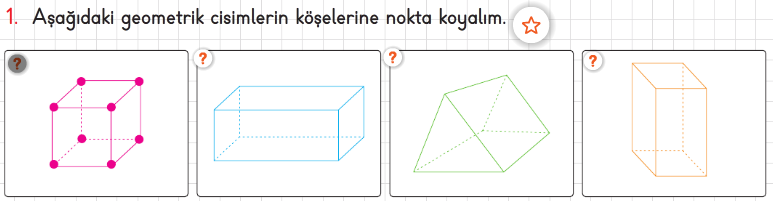 1. Aşağıdaki geometrik cisimlerin köşelerine nokta koyalım.
? ? ? ?